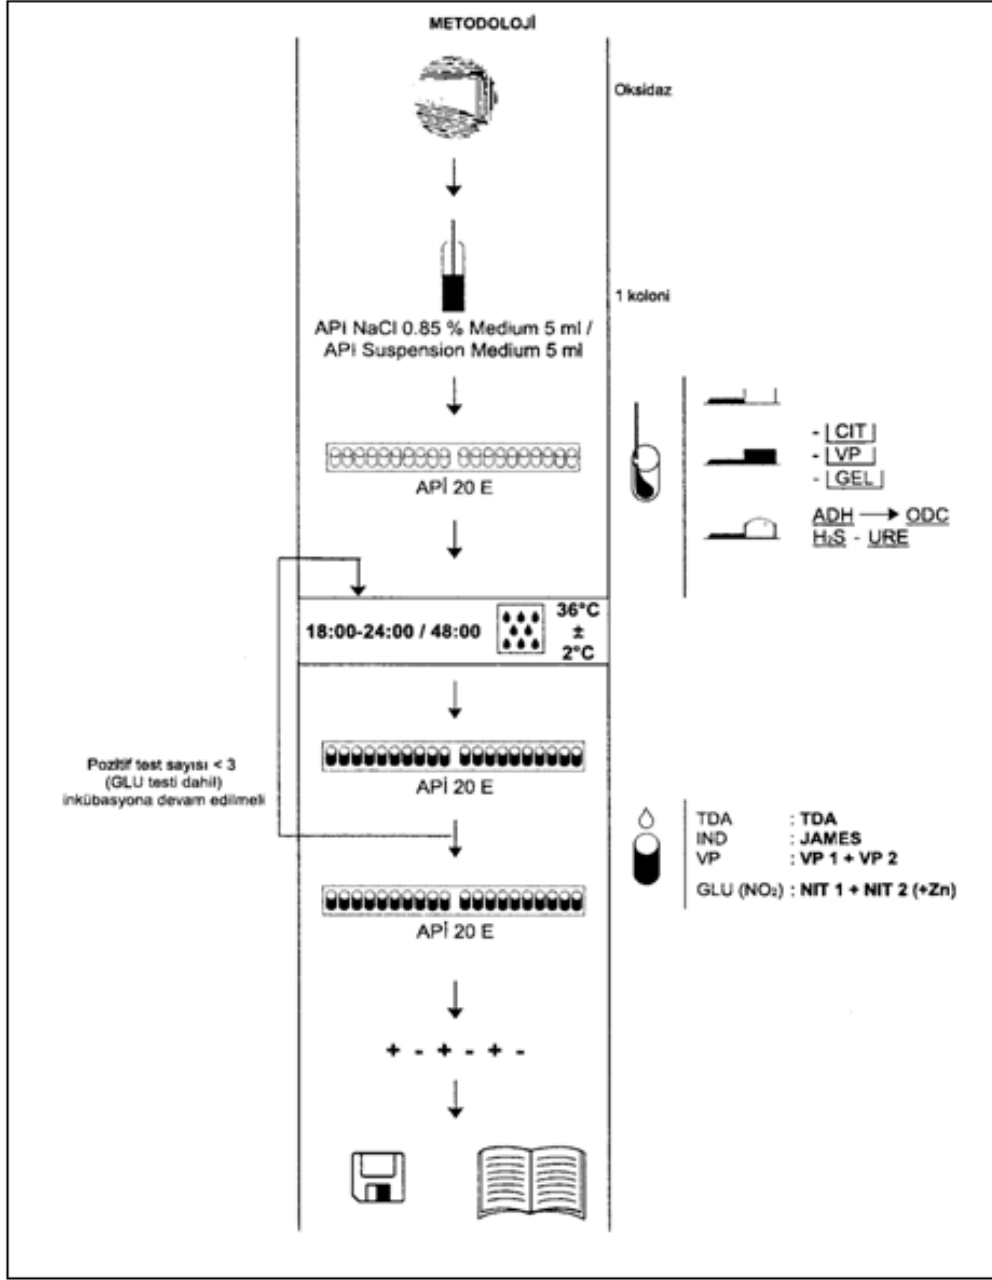 METODOLOJİ
Oksidaz
1 koloni
API NaCl 0.85 % Medium 5 ml /
API Suspension Medium 5 ml
APİ 20 E
- CIT
- VP
- GEL
ADH → ODC
H₂S - URE
18:00-24:00 / 48:00
36°C
±
2°C
APİ 20 E
Pozitif test sayısı < 3
(GLU testi dahil)
inkübasyona devam edilmeli
TDA : TDA
IND : JAMES
VP : VP 1 + VP 2
GLU (NO₂) : NIT 1 + NIT 2 (+Zn)
APİ 20 E
+ - + - + -